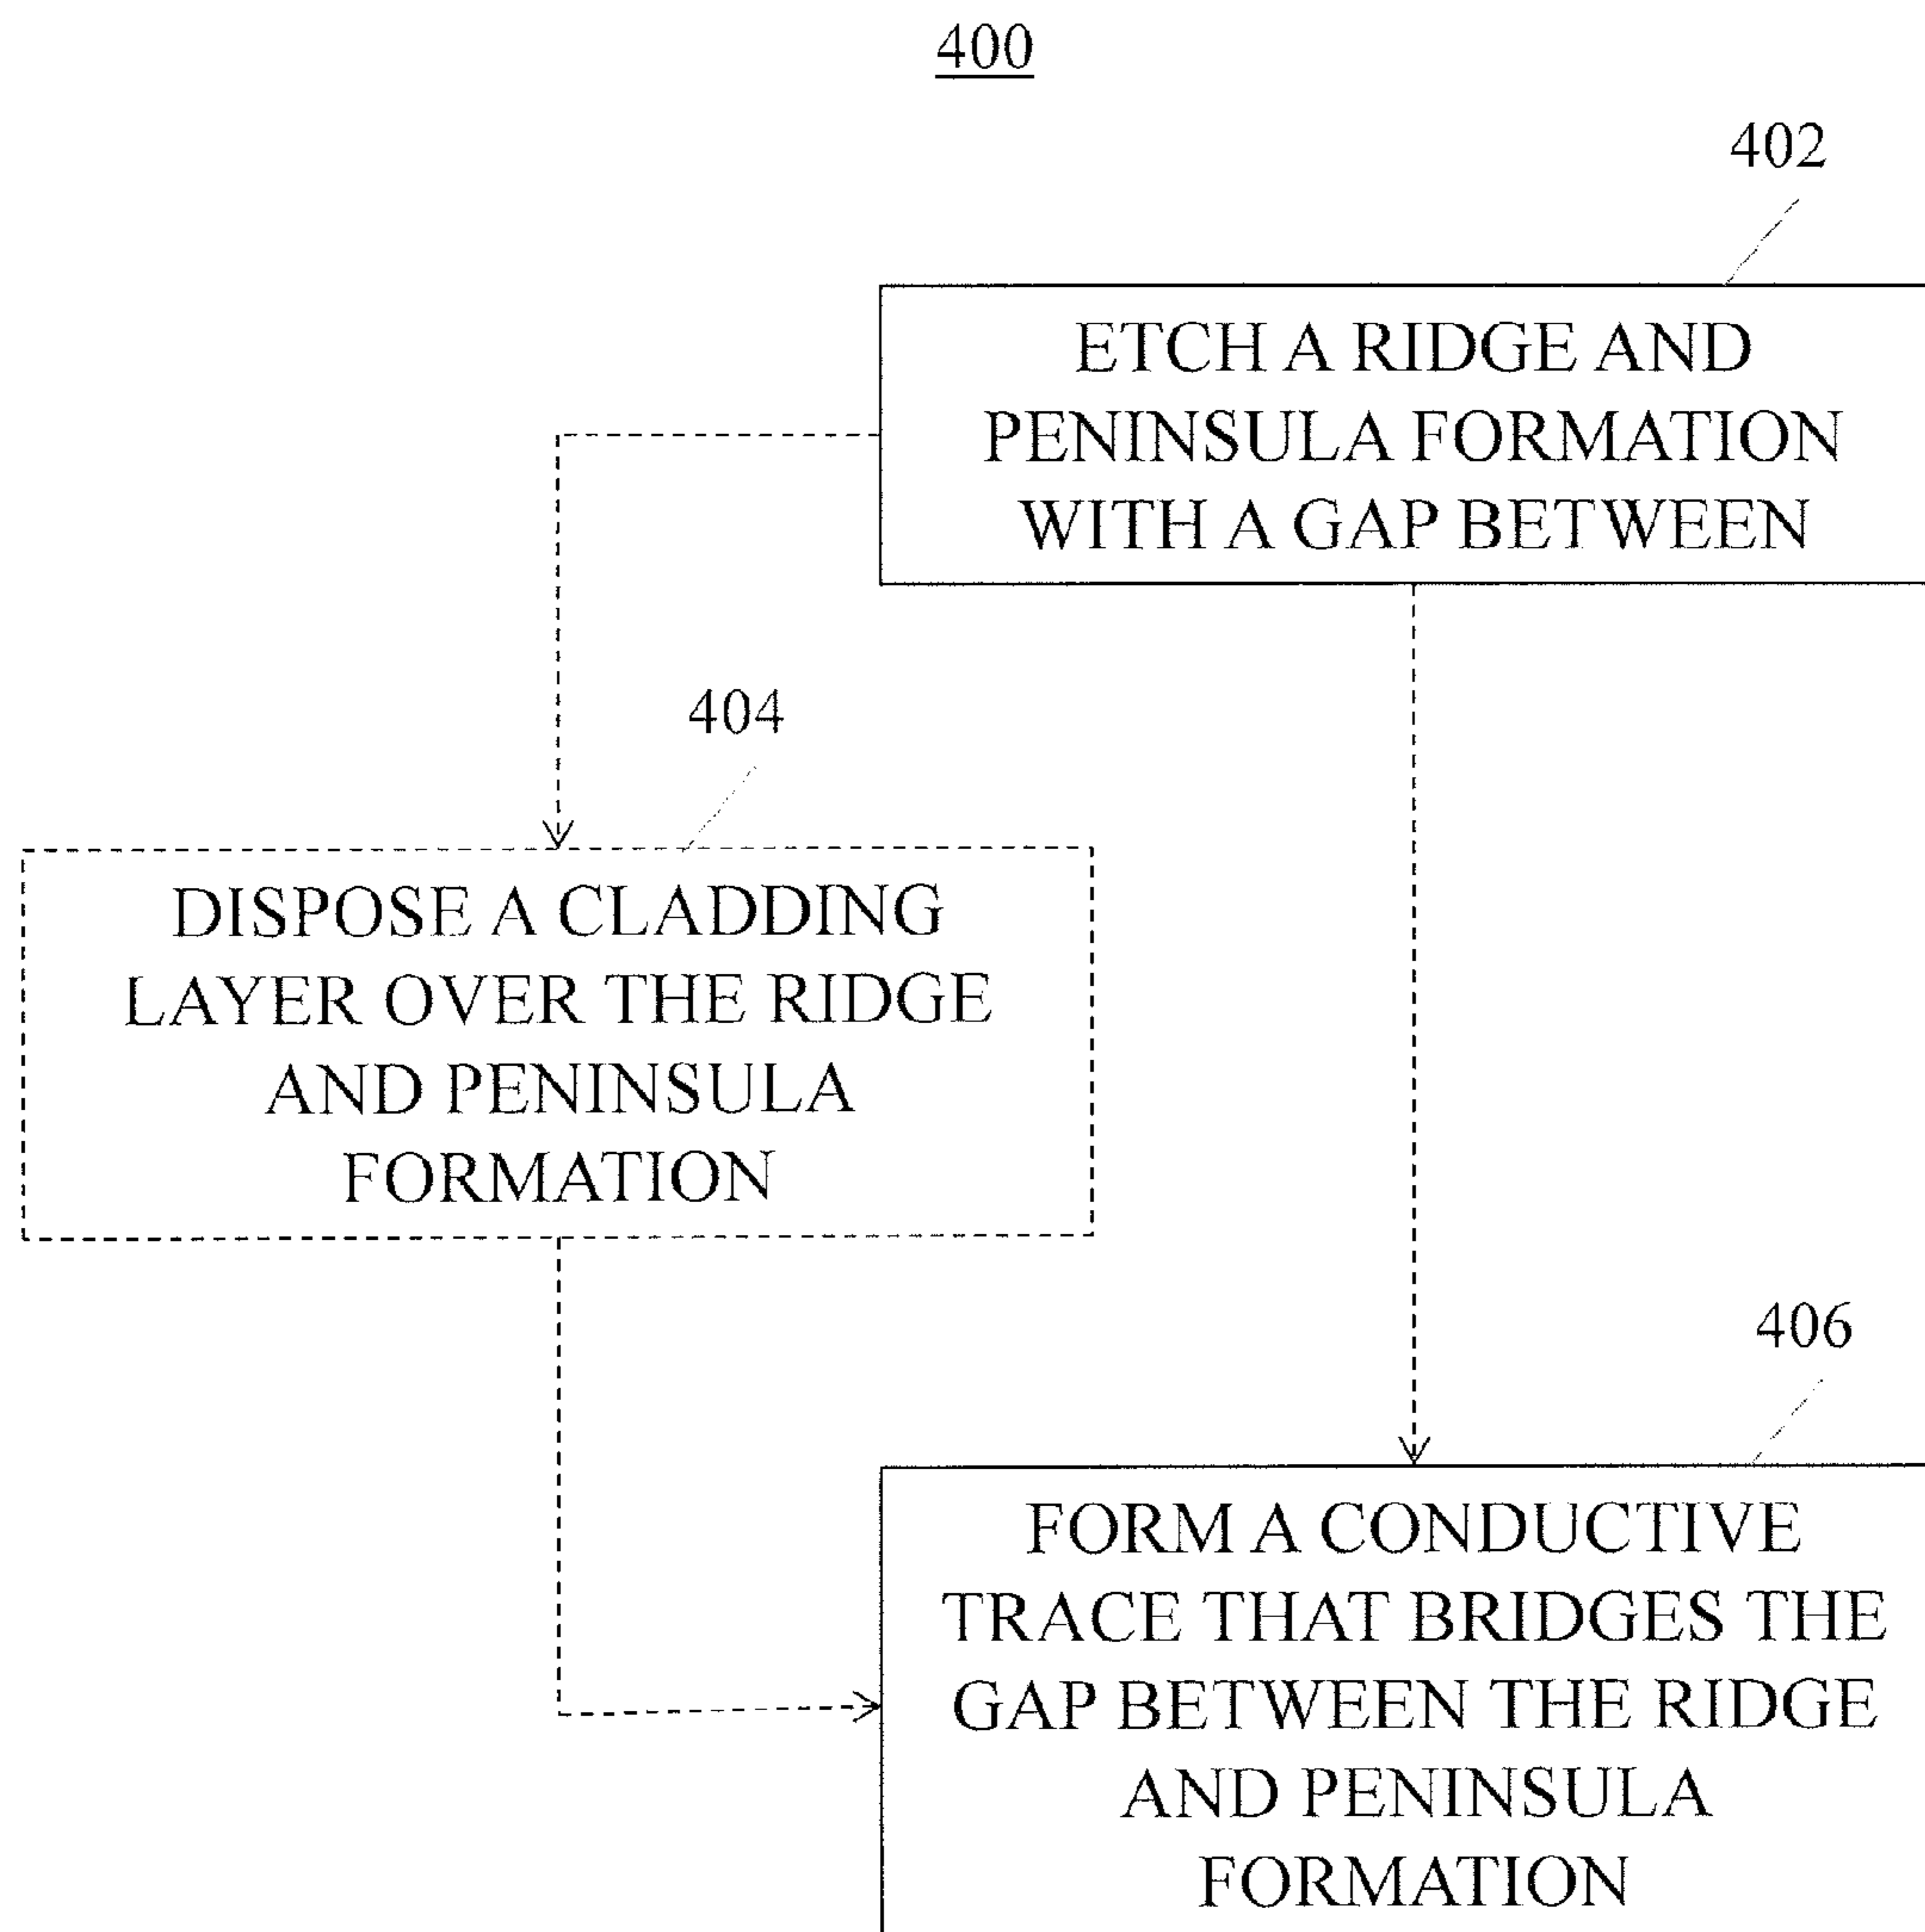 400
402
ETCH A RIDGE AND
PENINSULA FORMATION
WITH A GAP BETWEEN
404
DISPOSE A CLADDING
LAYER OVER THE RIDGE
AND PENINSULA
FORMATION
406
FORM A CONDUCTIVE
TRACE THAT BRIDGES THE
GAP BETWEEN THE RIDGE
AND PENINSULA
FORMATION